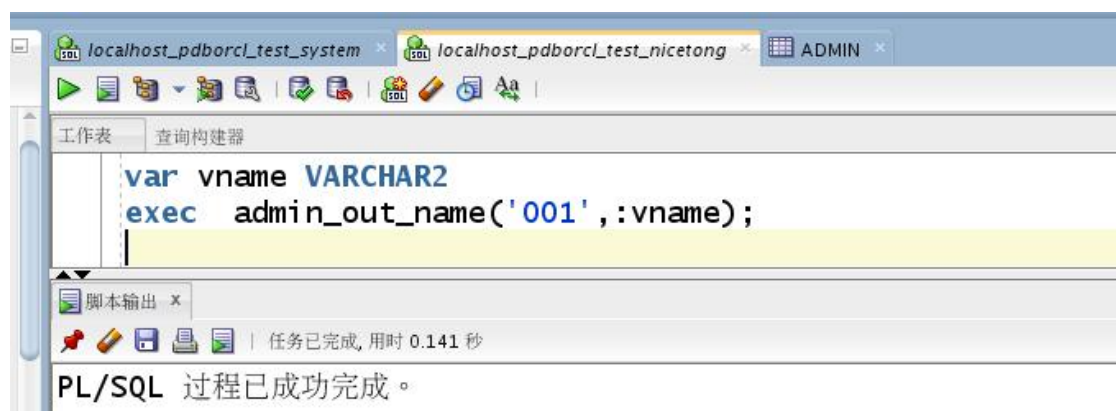 localhost_pdborcl_test_system localhost_pdborcl_test_nicetong ADMIN
工作表 查询构建器
var vname VARCHAR2
exec admin_out_name('001',:vname);
脚本输出 x
任务已完成, 用时 0.141 秒
PL/SQL 过程已成功完成。